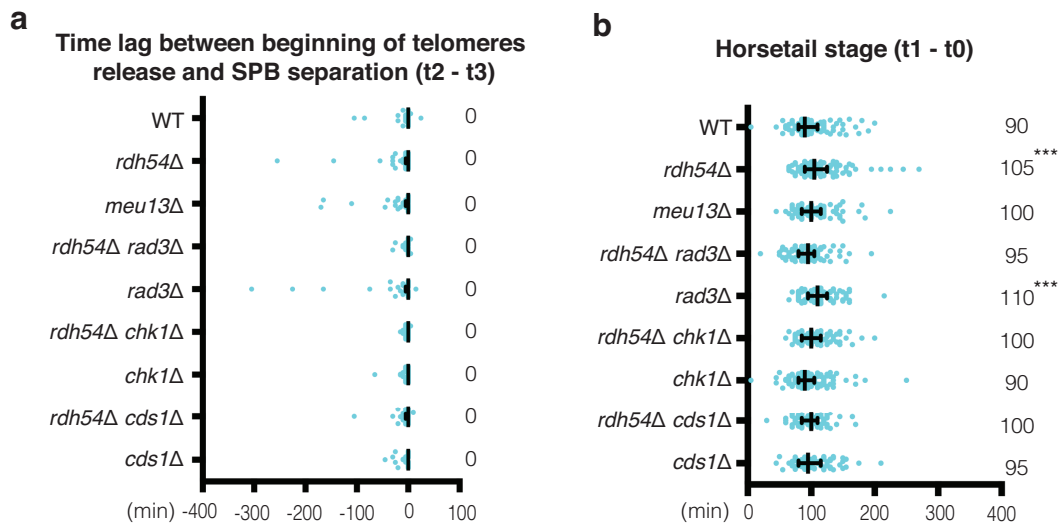 a
Time lag between beginning of telomeres
release and SPB separation (t2 - t3)
WT 0
rdh54Δ 0
meu13Δ 0
rdh54Δ rad3Δ 0
rad3Δ 0
rdh54Δ chk1Δ 0
chk1Δ 0
rdh54Δ cds1Δ 0
cds1Δ 0
(min) -400 -300 -200 -100 0 100
b
Horsetail stage (t1 - t0)
WT 90
rdh54Δ 105***
meu13Δ 100
rdh54Δ rad3Δ 95
rad3Δ 110***
rdh54Δ chk1Δ 100
chk1Δ 90
rdh54Δ cds1Δ 100
cds1Δ 95
(min) 0 100 200 300 400